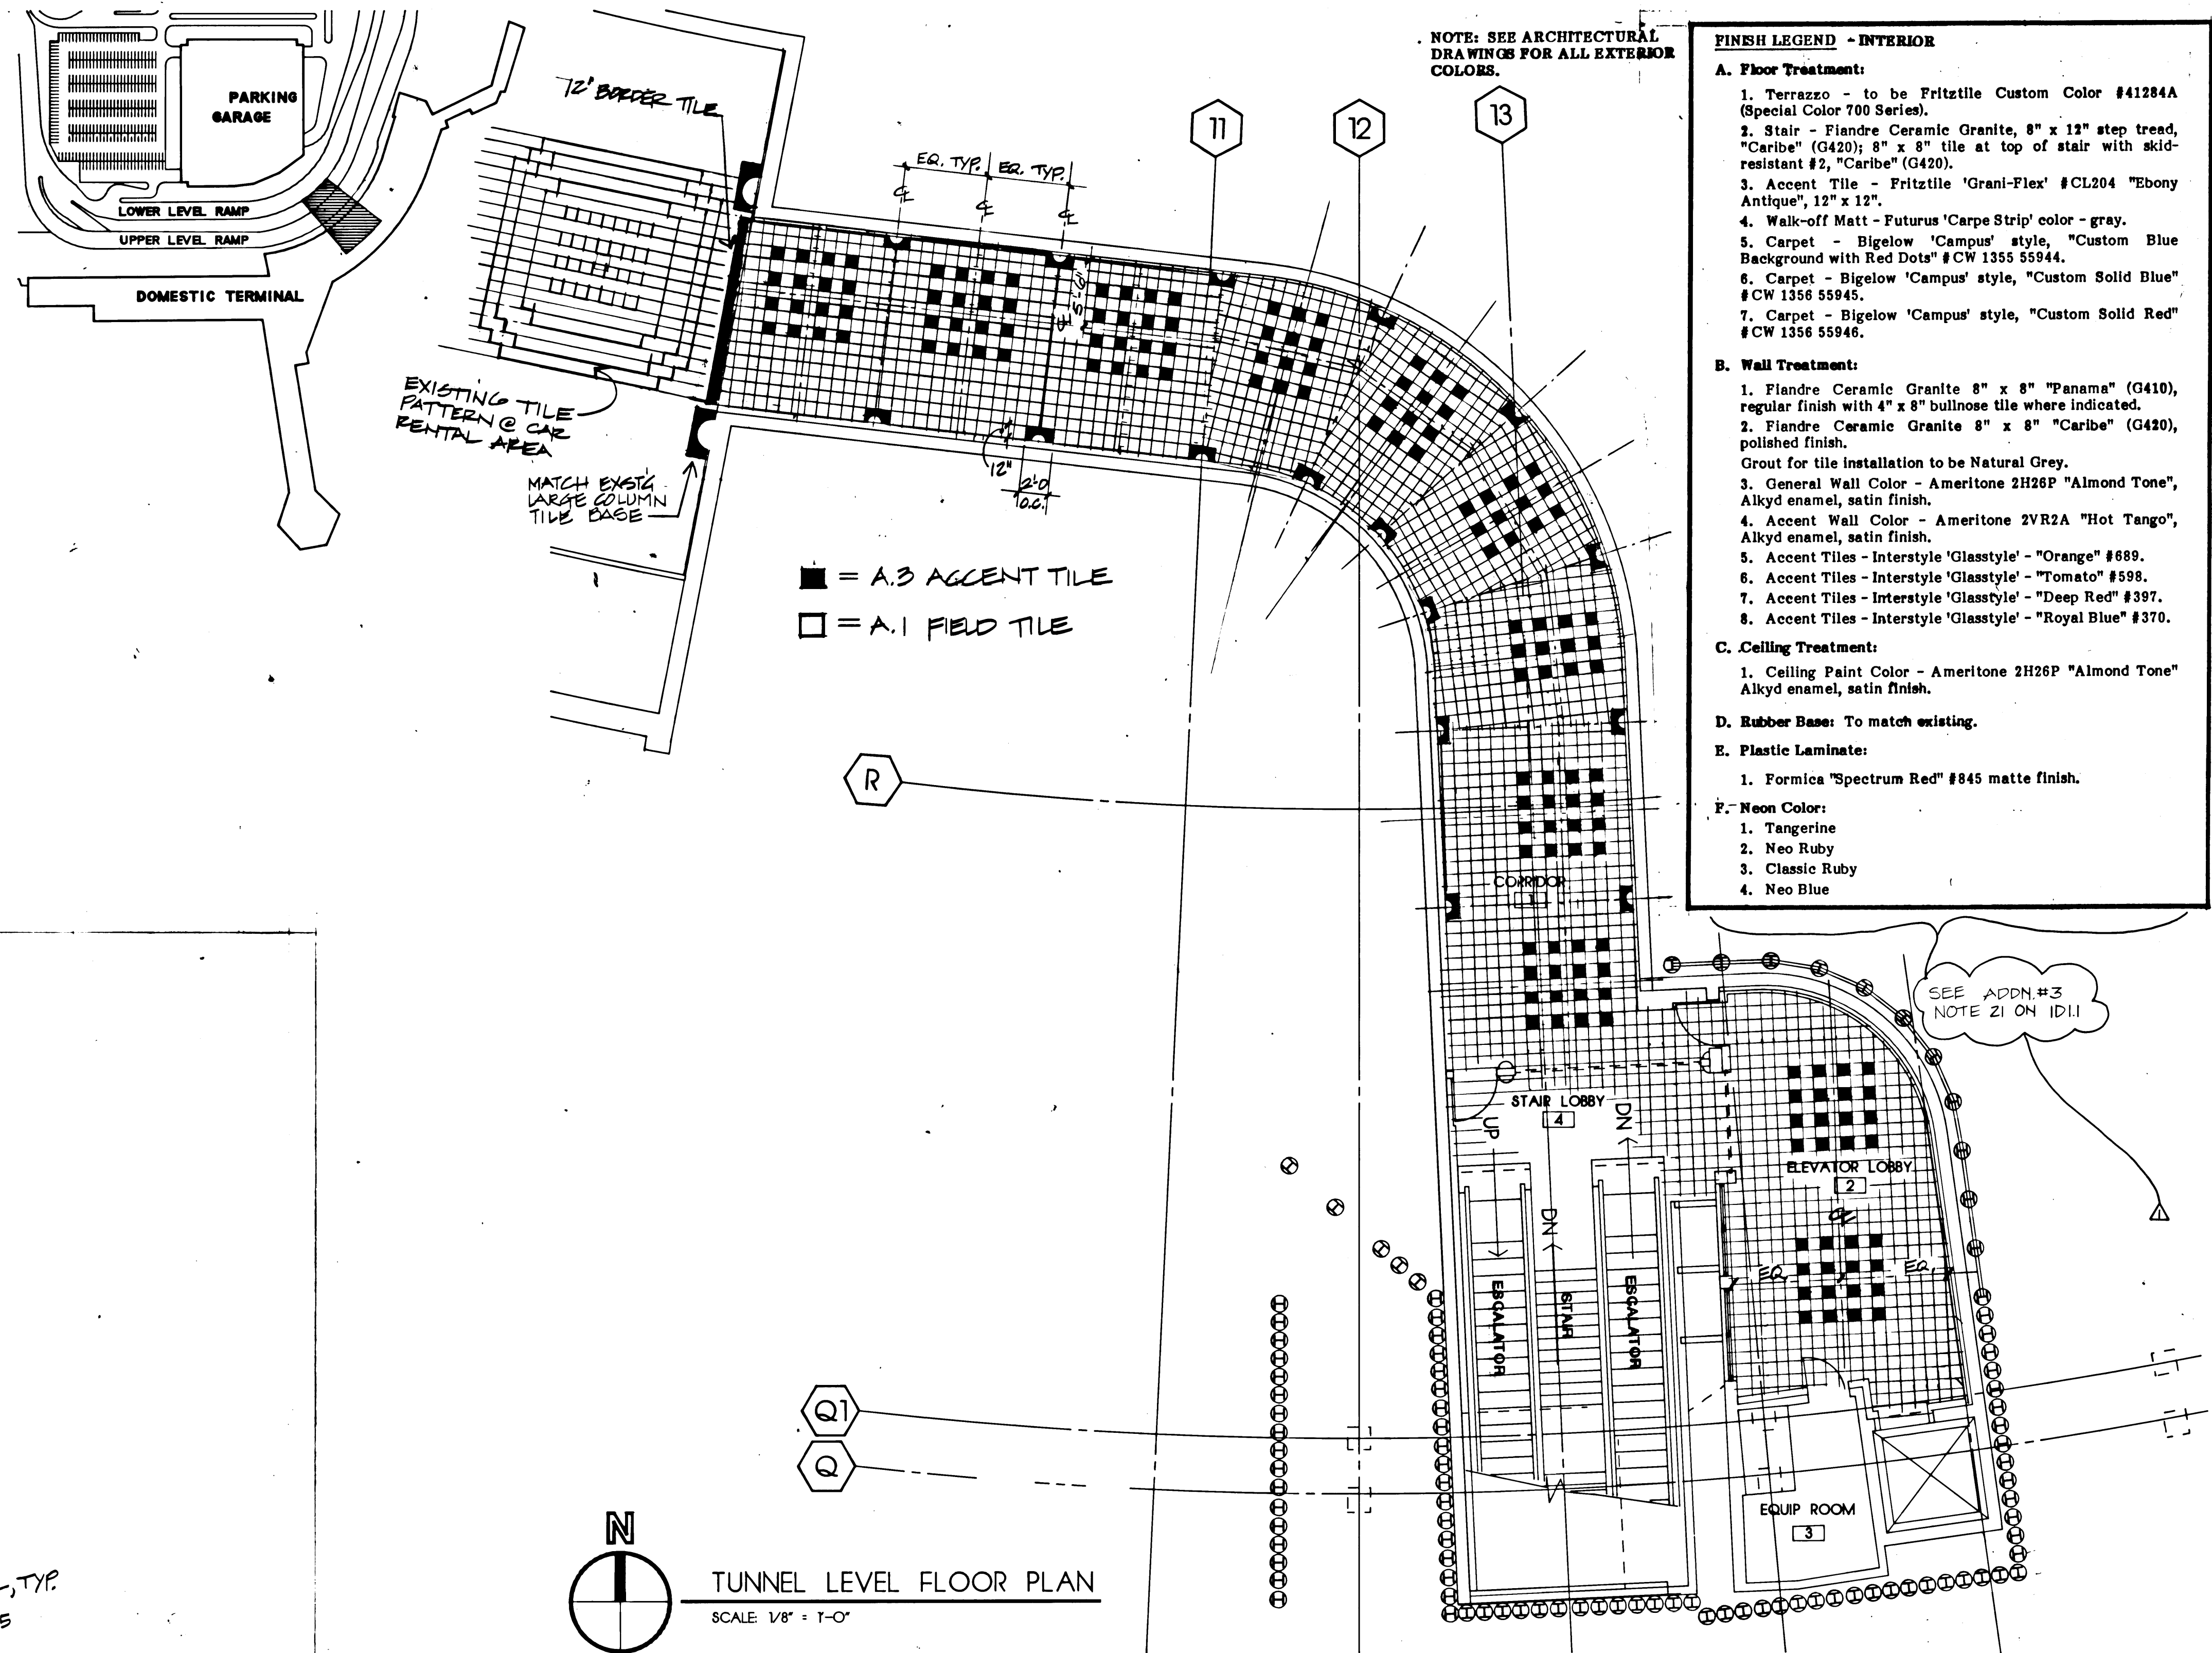 PARKING
GARAGE
LOWER LEVEL RAMP
UPPER LEVEL RAMP
DOMESTIC TERMINAL
12" BORDER TILE
EQ. TYP.
EQ. TYP.
℄
℄
℄
11
12
13
NOTE: SEE ARCHITECTURAL
DRAWINGS FOR ALL EXTERIOR
COLORS.
EXISTING TILE
PATTERN @ CAR
RENTAL AREA
MATCH EXST'G
LARGE COLUMN
TILE BASE
12"
2'-0
O.C.
= A.3 ACCENT TILE
= A.1 FIELD TILE
R
CORRIDOR
1
STAIR LOBBY
4
UP
DN
DN
ESCALATOR
STAIR
ESCALATOR
ELEVATOR LOBBY
2
℄
EQ.
EQ.
EQUIP ROOM
3
Q1
Q
N
TUNNEL LEVEL FLOOR PLAN
SCALE: 1/8" = 1'-0"
, TYP.
5
FINISH LEGEND - INTERIOR
A. Floor Treatment:
1. Terrazzo - to be Fritztile Custom Color #41284A
(Special Color 700 Series).
2. Stair - Fiandre Ceramic Granite, 8" x 12" step tread,
"Caribe" (G420); 8" x 8" tile at top of stair with skid-
resistant #2, "Caribe" (G420).
3. Accent Tile - Fritztile 'Grani-Flex' #CL204 "Ebony
Antique", 12" x 12".
4. Walk-off Matt - Futurus 'Carpe Strip' color - gray.
5. Carpet - Bigelow 'Campus' style, "Custom Blue
Background with Red Dots" #CW 1355 55944.
6. Carpet - Bigelow 'Campus' style, "Custom Solid Blue"
#CW 1356 55945.
7. Carpet - Bigelow 'Campus' style, "Custom Solid Red"
#CW 1356 55946.
B. Wall Treatment:
1. Fiandre Ceramic Granite 8" x 8" "Panama" (G410),
regular finish with 4" x 8" bullnose tile where indicated.
2. Fiandre Ceramic Granite 8" x 8" "Caribe" (G420),
polished finish.
Grout for tile installation to be Natural Grey.
3. General Wall Color - Ameritone 2H26P "Almond Tone",
Alkyd enamel, satin finish.
4. Accent Wall Color - Ameritone 2VR2A "Hot Tango",
Alkyd enamel, satin finish.
5. Accent Tiles - Interstyle 'Glasstyle' - "Orange" #689.
6. Accent Tiles - Interstyle 'Glasstyle' - "Tomato" #598.
7. Accent Tiles - Interstyle 'Glasstyle' - "Deep Red" #397.
8. Accent Tiles - Interstyle 'Glasstyle' - "Royal Blue" #370.
C. Ceiling Treatment:
1. Ceiling Paint Color - Ameritone 2H26P "Almond Tone"
Alkyd enamel, satin finish.
D. Rubber Base: To match existing.
E. Plastic Laminate:
1. Formica "Spectrum Red" #845 matte finish.
F. Neon Color:
1. Tangerine
2. Neo Ruby
3. Classic Ruby
4. Neo Blue
SEE ADDN.#3
NOTE 21 ON ID1.1
1